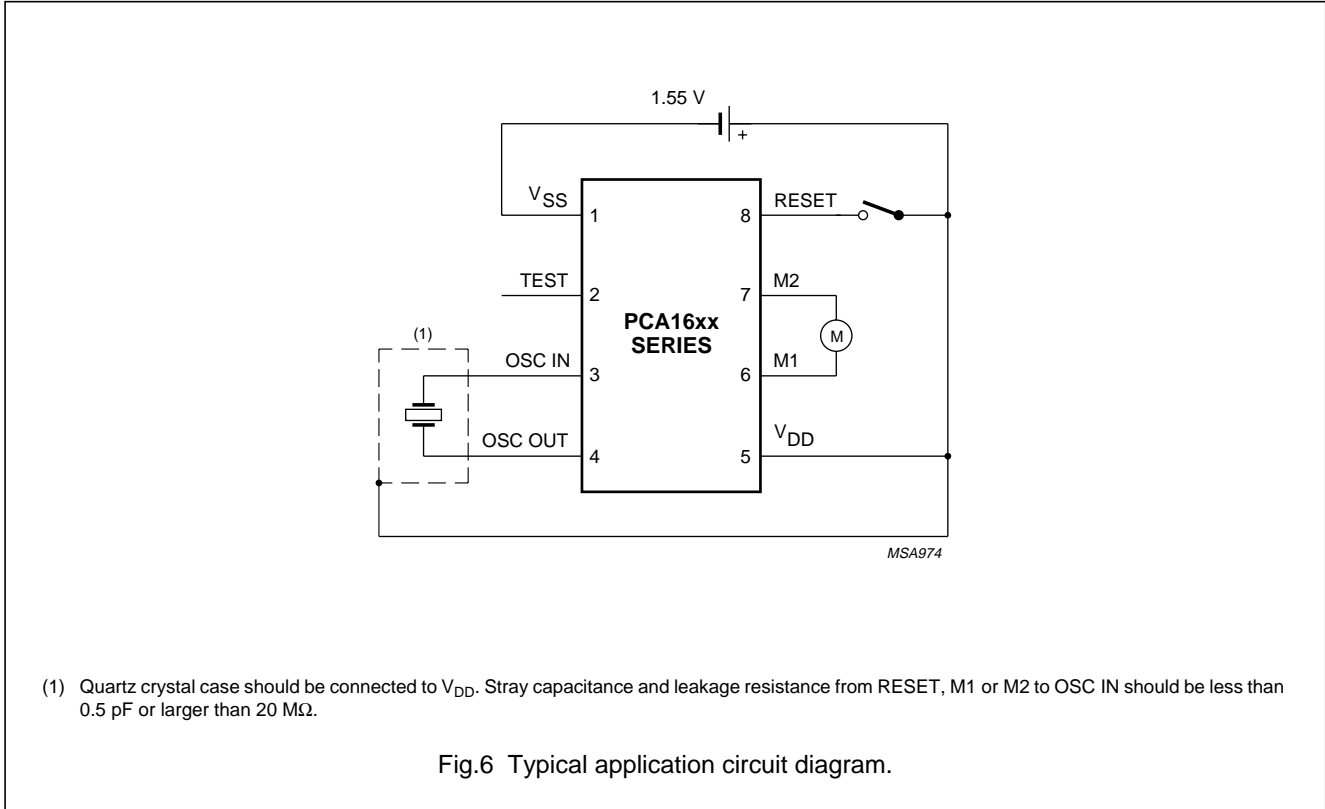 1.55 V
+
VSS
1
8
RESET
TEST
2
7
M2
PCA16xx
SERIES
M
(1)
OSC IN
3
6
M1
OSC OUT
4
5
VDD
MSA974
(1) Quartz crystal case should be connected to VDD. Stray capacitance and leakage resistance from RESET, M1 or M2 to OSC IN should be less than
0.5 pF or larger than 20 MΩ.
Fig.6 Typical application circuit diagram.